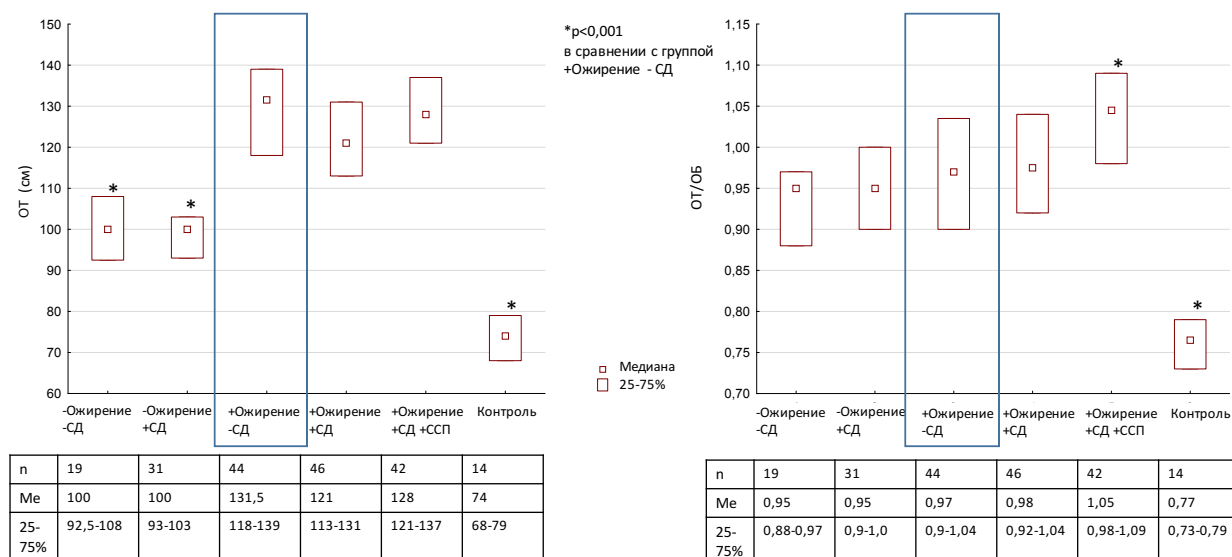 150
140
130
120
110
100
90
80
70
60
ОТ (см)
*
*
*
-Ожирение -Ожирение +Ожирение +Ожирение +Ожирение Контроль
-СД +СД -СД +СД +СД +ССП
*p<0,001
в сравнении с группой
+Ожирение - СД
Медиана
25-75%
1,15
1,10
1,05
1,00
0,95
0,90
0,85
0,80
0,75
0,70
ОТ/ОБ
*
*
-Ожирение -Ожирение +Ожирение +Ожирение +Ожирение Контроль
-СД +СД -СД +СД +СД +ССП
n 19 31 44 46 42 14
Me 100 100 131,5 121 128 74
25- 92,5-108 93-103 118-139 113-131 121-137 68-79
75%
n 19 31 44 46 42 14
Me 0,95 0,95 0,97 0,98 1,05 0,77
25- 0,88-0,97 0,9-1,0 0,9-1,04 0,92-1,04 0,98-1,09 0,73-0,79
75%